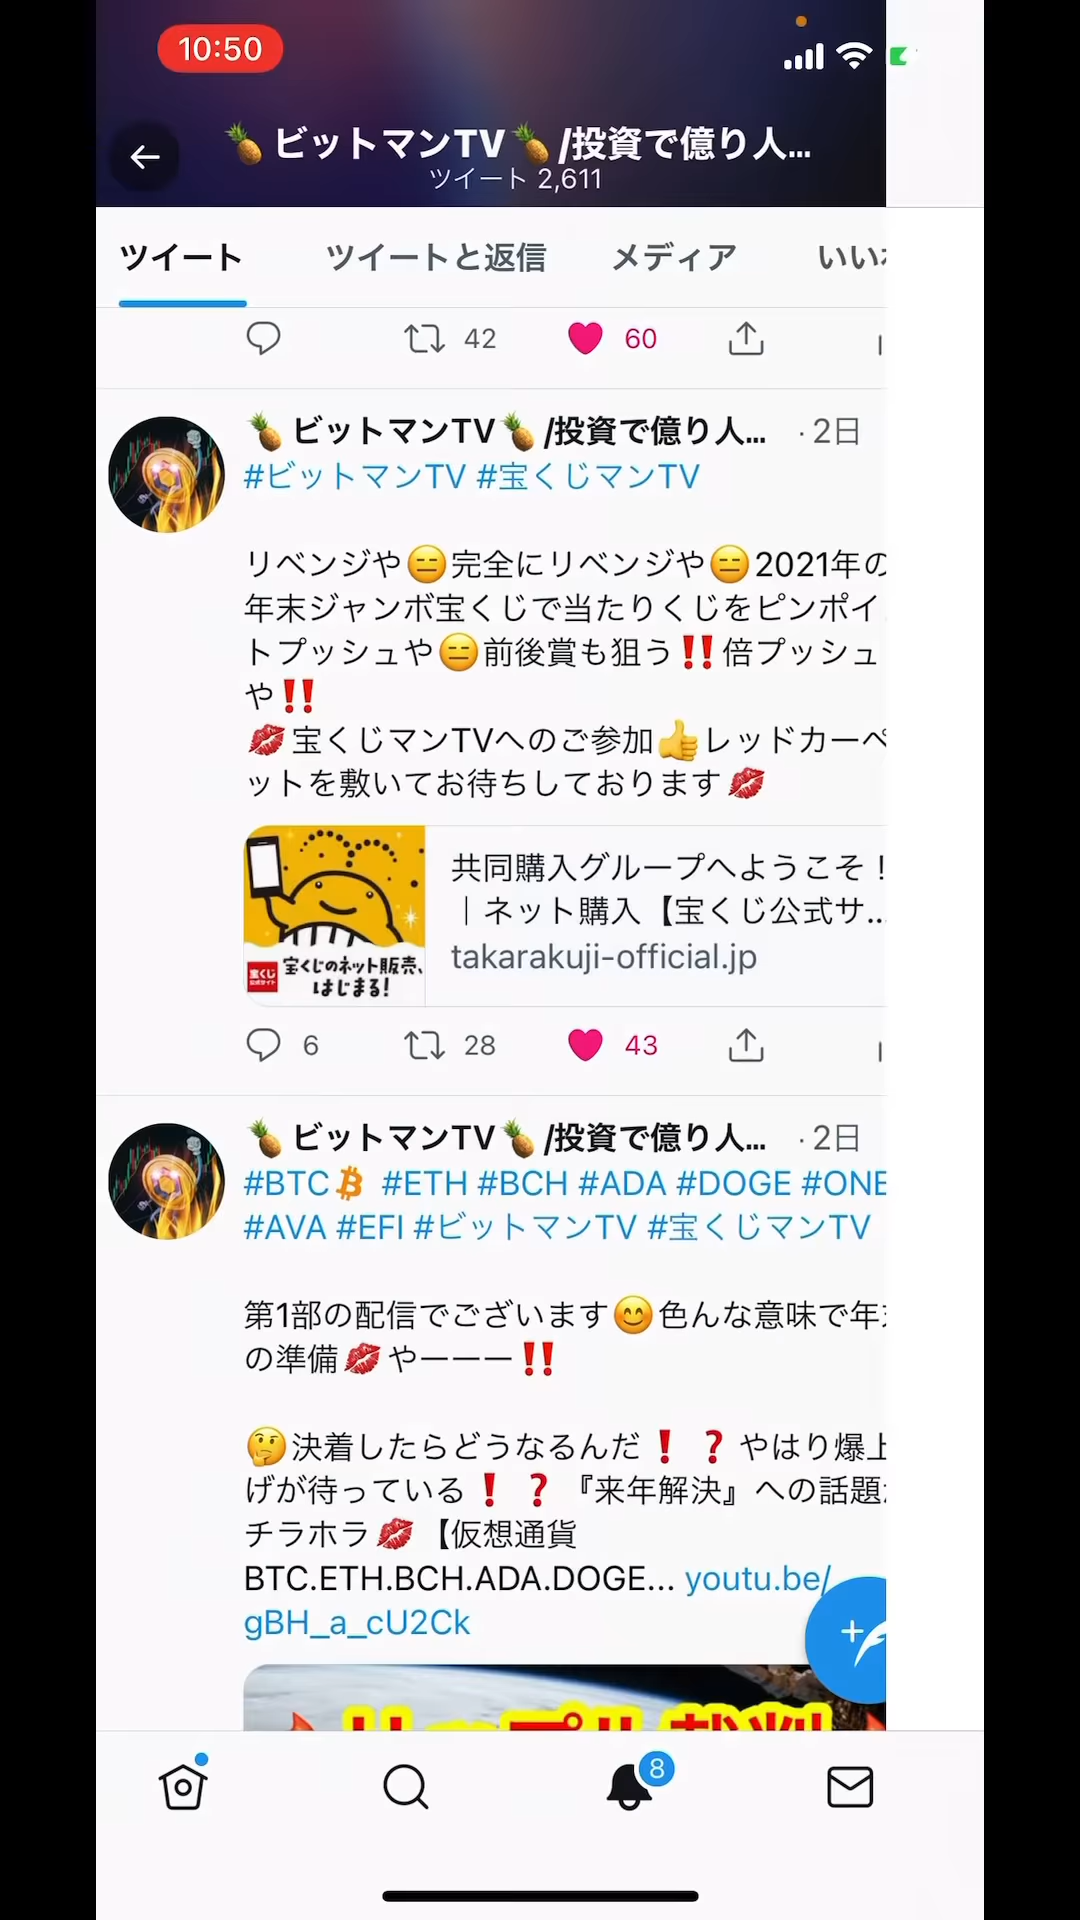 10:50
🍍ビットマンTV🍍/投資で億り人...
ツイート 2,611
ツイート ツイートと返信 メディア いい
42 60
🍍ビットマンTV🍍/投資で億り人... ・2日
#ビットマンTV #宝くじマンTV
リベンジや😑完全にリベンジや😑2021年の
年末ジャンボ宝くじで当たりくじをピンポイ
トプッシュや😑前後賞も狙う‼️倍プッシュ
や‼️
💋宝くじマンTVへのご参加👍レッドカーペ
ットを敷いてお待ちしております💋
宝くじのネット販売、
はじまる!
宝くじ
公式サイト
共同購入グループへようこそ!
|ネット購入【宝くじ公式サ...
takarakuji-official.jp
6 28 43
🍍ビットマンTV🍍/投資で億り人... ・2日
#BTC #ETH #BCH #ADA #DOGE #ONE
#AVA #EFI #ビットマンTV #宝くじマンTV
第1部の配信でございます😊色んな意味で年
の準備💋やーーー‼️
🤔決着したらどうなるんだ❗❓やはり爆上
げが待っている❗❓『来年解決』への話題
チラホラ💋【仮想通貨
BTC.ETH.BCH.ADA.DOGE... youtu.be/
gBH_a_cU2Ck
リップル裁判
8